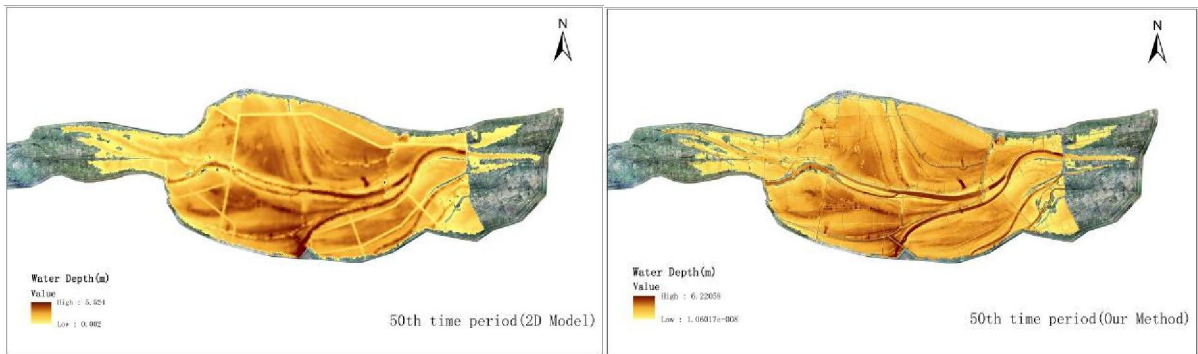 N
Water Depth(m)
Value
High : 5.524
Low : 0.002
50th time period(2D Model)
N
Water Depth(m)
Value
High : 6.22058
Low : 1.06017e-008
50th time period(Our Method)